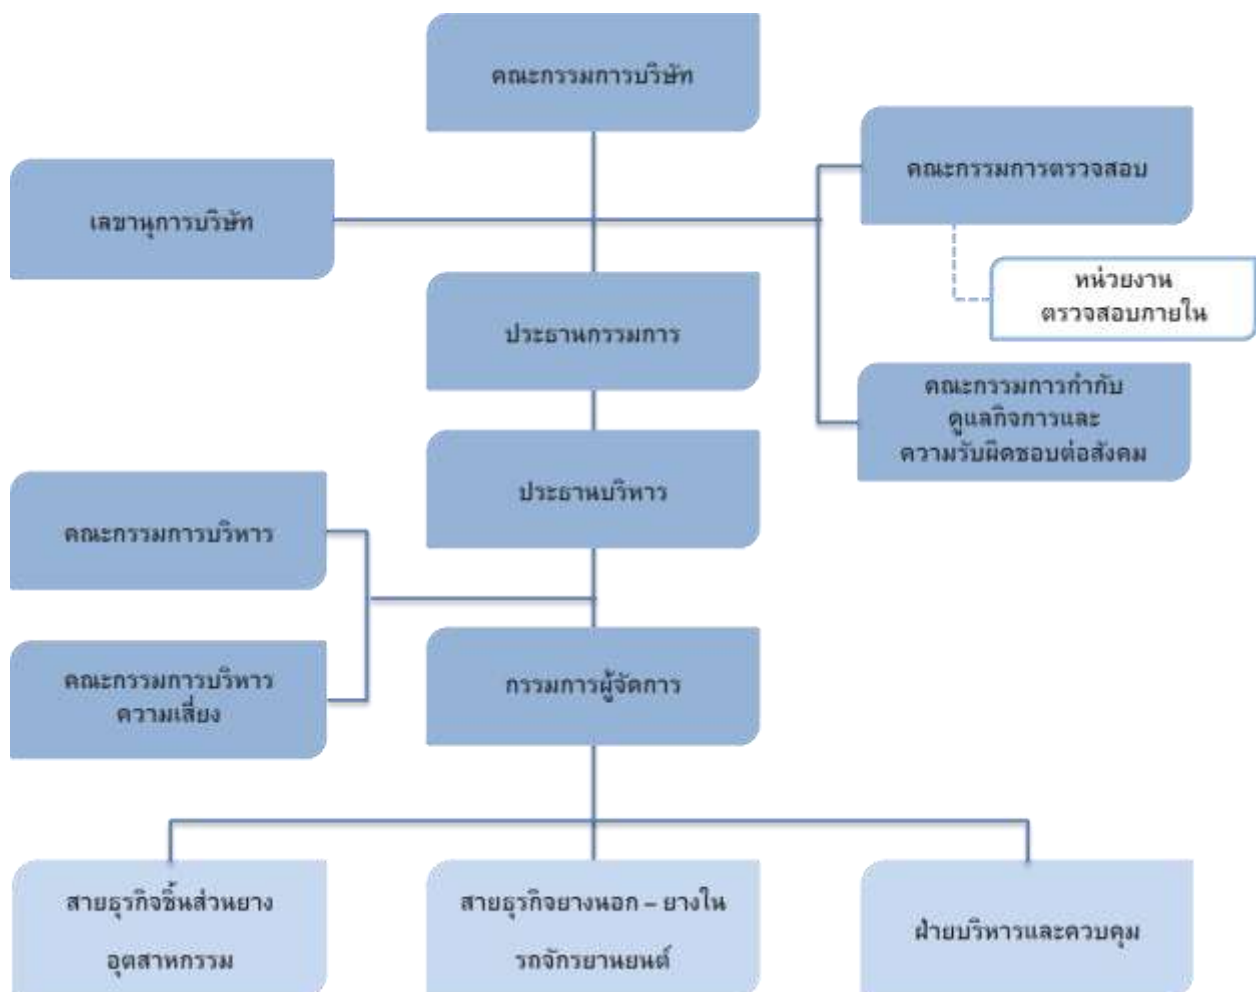 คณะกรรมการบริษัท
คณะกรรมการตรวจสอบ
เลขานุการบริษัท
หน่วยงาน
ตรวจสอบภายใน
ประธานกรรมการ
คณะกรรมการกำกับ
ดูแลกิจการและ
ความรับผิดชอบต่อสังคม
ประธานบริหาร
คณะกรรมการบริหาร
คณะกรรมการบริหาร
ความเสี่ยง
กรรมการผู้จัดการ
สายธุรกิจชิ้นส่วนยาง
อุตสาหกรรม
สายธุรกิจยางนอก – ยางใน
รถจักรยานยนต์
ฝ่ายบริหารและควบคุม